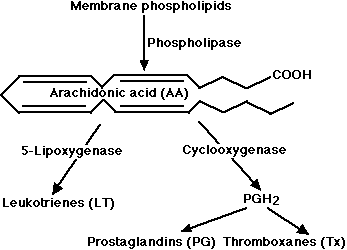 Membrane phospholipids
Phospholipase
COOH
Arachidonic acid (AA)
5-Lipoxygenase
Cyclooxygenase
Leukotrienes (LT)
PGH2
Prostaglandins (PG) Thromboxanes (Tx)